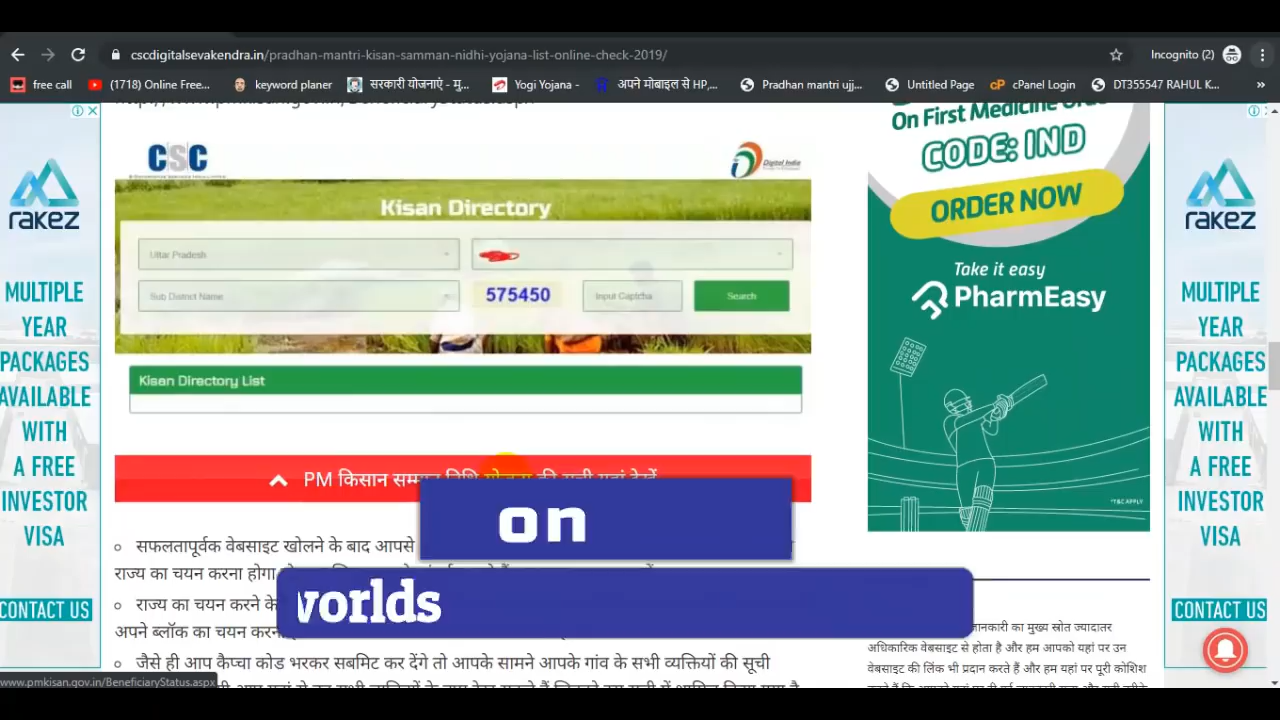 cscdigitalsevakendra.in/pradhan-mantri-kisan-samman-nidhi-yojana-list-online-check-2019/
Incognito (2)
free call
(1718) Online Free...
keyword planer
सरकारी योजनाएं - मु...
Yogi Yojana -
अपने मोबाइल से HP,...
Pradhan mantri ujj...
Untitled Page
cPanel Login
DT355547 RAHUL K...
»
CSC
Digital India
Kisan Directory
Uttar Pradesh
Sub District Name
575450
Input Captcha
Search
Kisan Directory List
PM किसान सम्मान निधि योजना की सूची यहां देखें
on
worlds
सफलतापूर्वक वेबसाइट खोलने के बाद आपसे
राज्य का चयन करना होगा
राज्य का चयन करने के
अपने ब्लॉक का चयन
जैसे ही आप कैप्चा कोड भरकर सबमिट कर देंगे तो आपके सामने आपके गांव के सभी व्यक्तियों की सूची
rakez
MULTIPLE
YEAR
PACKAGES
AVAILABLE
WITH
A FREE
INVESTOR
VISA
CONTACT US
On First Medicine
CODE: IND
ORDER NOW
Take it easy
PharmEasy
*T&C APPLY
का मुख्य स्रोत ज्यादातर
अधिकारिक वेबसाइट से होता है और हम आपको यहां पर उन
वेबसाइट की लिंक भी प्रदान करते हैं और हम यहां पर पूरी कोशिश
rakez
MULTIPLE
YEAR
PACKAGES
AVAILABLE
WITH
A FREE
INVESTOR
VISA
CONTACT US
www.pmkisan.gov.in/BeneficiaryStatus.aspx